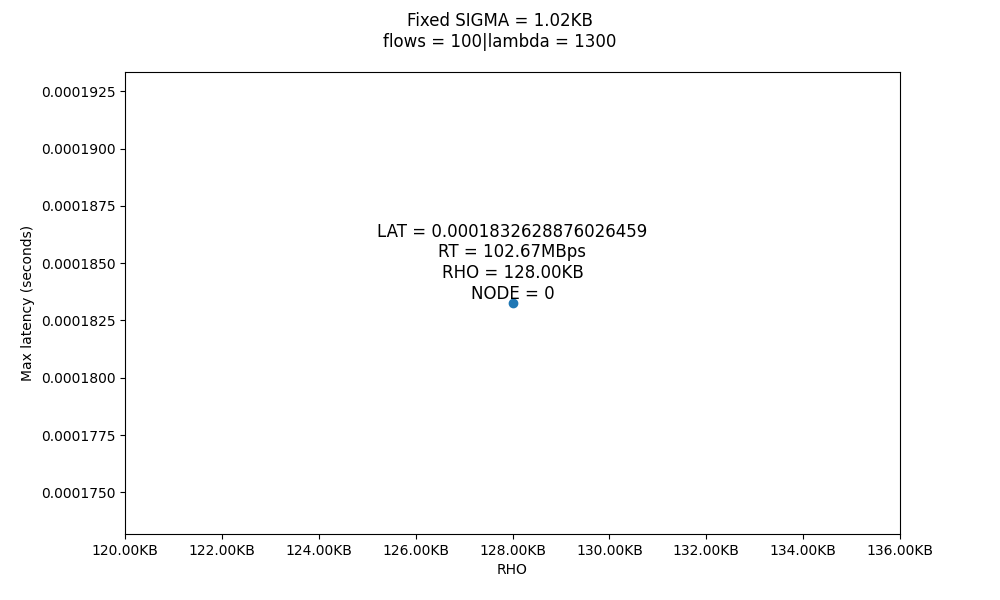 Fixed SIGMA = 1.02KB
flows = 100|lambda = 1300
0.0001925
0.0001900
0.0001875
0.0001850
0.0001825
0.0001800
0.0001775
0.0001750
Max latency (seconds)
LAT = 0.0001832628876026459
RT = 102.67MBps
RHO = 128.00KB
NODE = 0
120.00KB 122.00KB 124.00KB 126.00KB 128.00KB 130.00KB 132.00KB 134.00KB 136.00KB
RHO